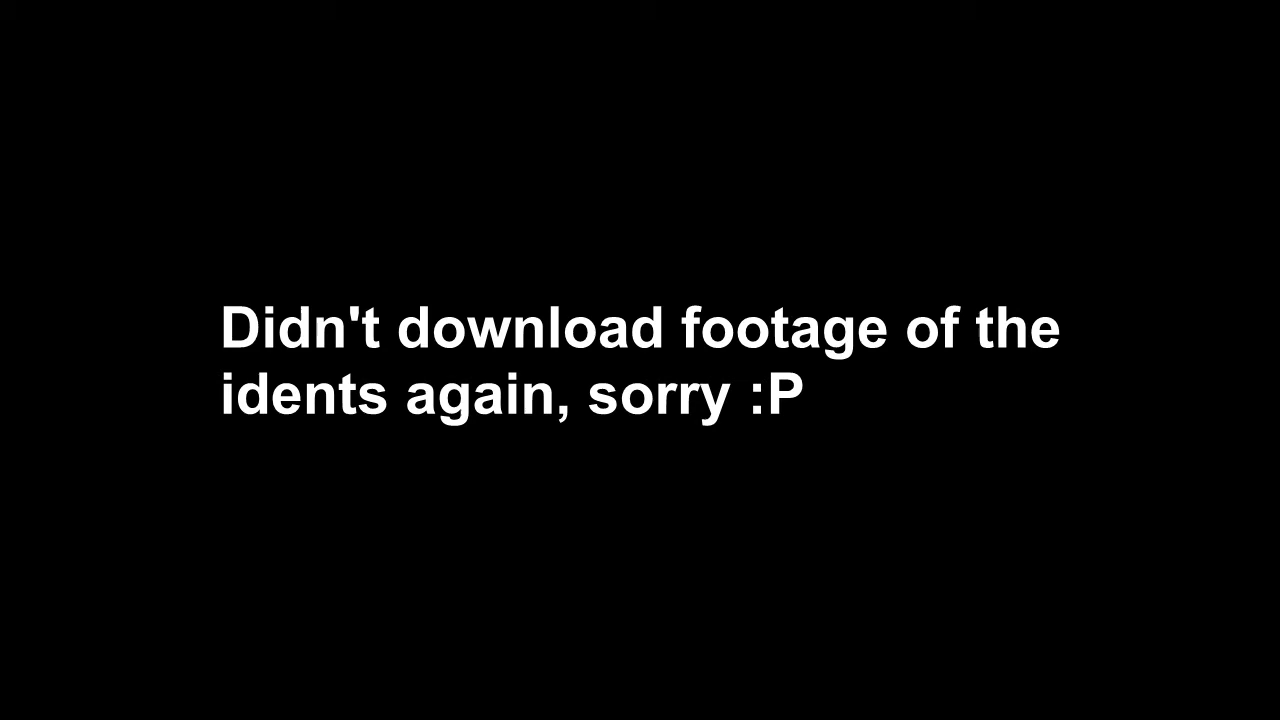 Didn't download footage of the
idents again, sorry :P